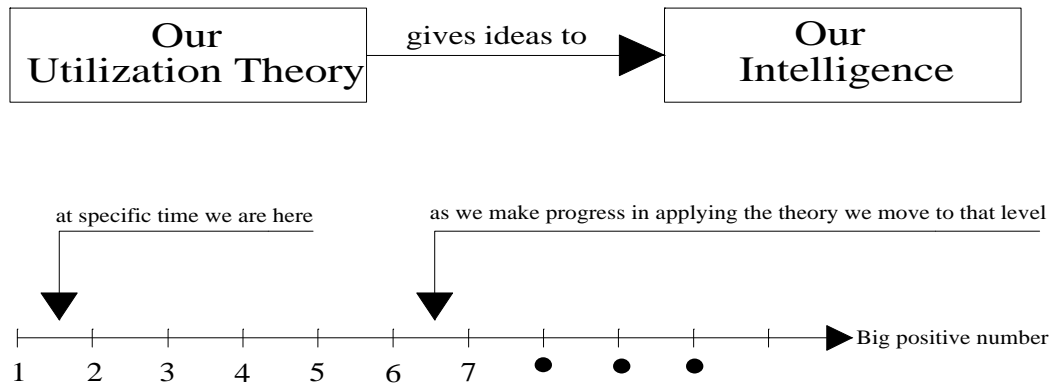 Our
Utilization Theory
gives ideas to
Our
Intelligence
at specific time we are here
as we make progress in applying the theory we move to that level
Big positive number
1 2 3 4 5 6 7